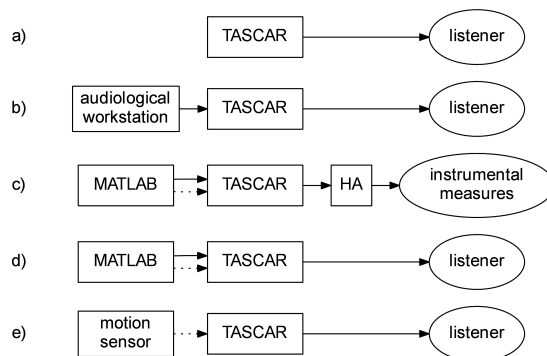 a) TASCAR listener
b) audiological workstation TASCAR listener
c) MATLAB TASCAR HA instrumental measures
d) MATLAB TASCAR listener
e) motion sensor TASCAR listener